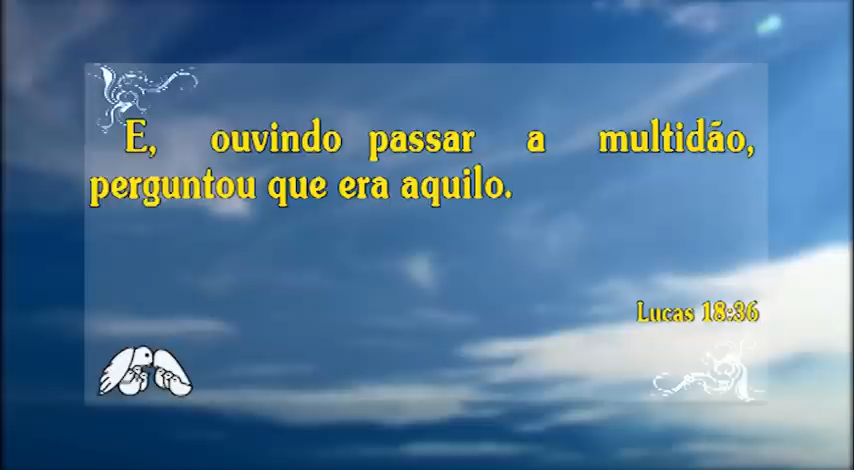 E, ouvindo passar a multidão,
perguntou que era aquilo.
Lucas 18:36